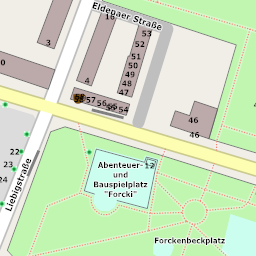 Eldenaer Straße
16
53
52
3
51
50
49
48
4
47
58
57
56
55
54
46
46
22
23
24
Liebigstraße
Abenteuer- 12
und
Bauspielplatz
"Forcki"
Forckenbeckplatz